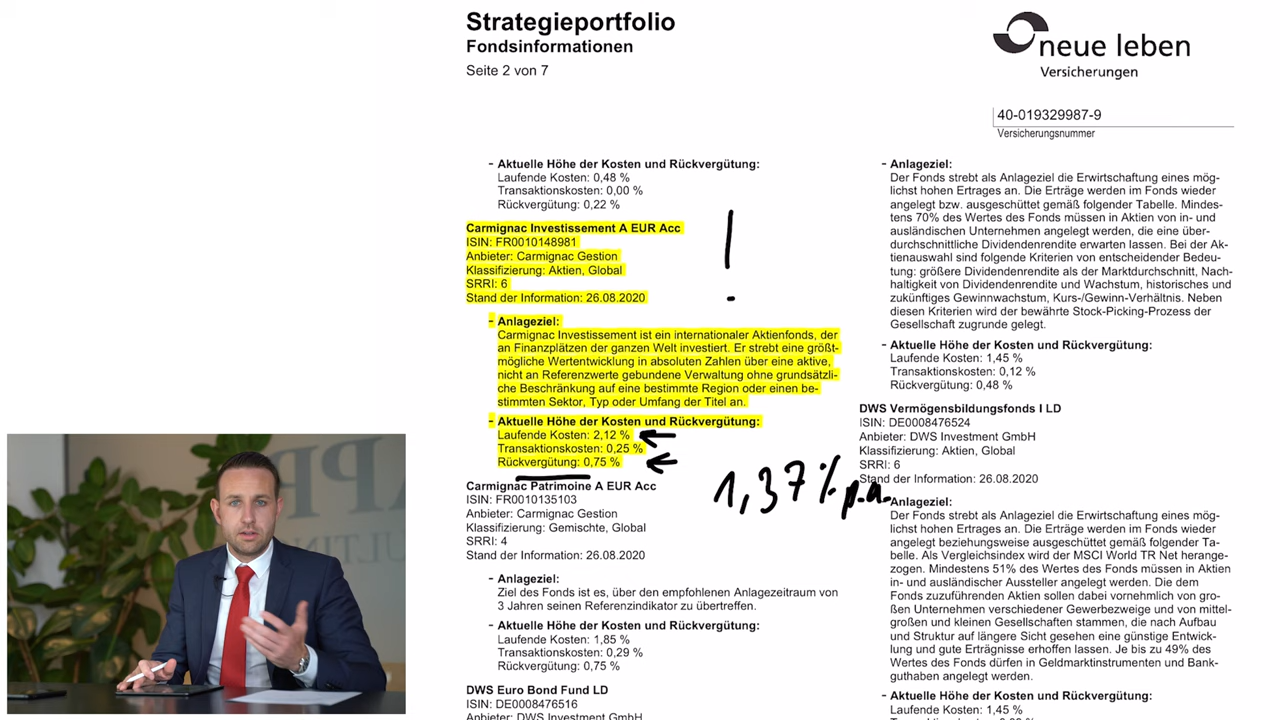 Strategieportfolio
Fondsinformationen
Seite 2 von 7
neue leben
Versicherungen
40-019329987-9
Versicherungsnummer
- Aktuelle Höhe der Kosten und Rückvergütung:
Laufende Kosten: 0,48 %
Transaktionskosten: 0,00 %
Rückvergütung: 0,22 %
Carmignac Investissement A EUR Acc
ISIN: FR0010148981
Anbieter: Carmignac Gestion
Klassifizierung: Aktien, Global
SRRI: 6
Stand der Information: 26.08.2020
!
- Anlageziel:
Carmignac Investissement ist ein internationaler Aktienfonds, der
an Finanzplätzen der ganzen Welt investiert. Er strebt eine größt-
mögliche Wertentwicklung in absoluten Zahlen über eine aktive,
nicht an Referenzwerte gebundene Verwaltung ohne grundsätzli-
che Beschränkung auf eine bestimmte Region oder einen be-
stimmten Sektor, Typ oder Umfang der Titel an.
- Aktuelle Höhe der Kosten und Rückvergütung:
Laufende Kosten: 2,12 %
Transaktionskosten: 0,25 %
Rückvergütung: 0,75 %
1,37 % p.a.
Carmignac Patrimoine A EUR Acc
ISIN: FR0010135103
Anbieter: Carmignac Gestion
Klassifizierung: Gemischte, Global
SRRI: 4
Stand der Information: 26.08.2020
- Anlageziel:
Ziel des Fonds ist es, über den empfohlenen Anlagezeitraum von
3 Jahren seinen Referenzindikator zu übertreffen.
- Aktuelle Höhe der Kosten und Rückvergütung:
Laufende Kosten: 1,85 %
Transaktionskosten: 0,29 %
Rückvergütung: 0,75 %
DWS Euro Bond Fund LD
ISIN: DE0008476516
Anbieter: DWS Investment GmbH
- Anlageziel:
Der Fonds strebt als Anlageziel die Erwirtschaftung eines mög-
lichst hohen Ertrages an. Die Erträge werden im Fonds wieder
angelegt bzw. ausgeschüttet gemäß folgender Tabelle. Mindes-
tens 70% des Wertes des Fonds müssen in Aktien von in- und
ausländischen Unternehmen angelegt werden, die eine über-
durchschnittliche Dividendenrendite erwarten lassen. Bei der Ak-
tienauswahl sind folgende Kriterien von entscheidender Bedeu-
tung: größere Dividendenrendite als der Marktdurchschnitt, Nach-
haltigkeit von Dividendenrendite und Wachstum, historisches und
zukünftiges Gewinnwachstum, Kurs-/Gewinn-Verhältnis. Neben
diesen Kriterien wird der bewährte Stock-Picking-Prozess der
Gesellschaft zugrunde gelegt.
- Aktuelle Höhe der Kosten und Rückvergütung:
Laufende Kosten: 1,45 %
Transaktionskosten: 0,12 %
Rückvergütung: 0,48 %
DWS Vermögensbildungsfonds I LD
ISIN: DE0008476524
Anbieter: DWS Investment GmbH
Klassifizierung: Aktien, Global
SRRI: 6
Stand der Information: 26.08.2020
Anlageziel:
Der Fonds strebt als Anlageziel die Erwirtschaftung eines mög-
lichst hohen Ertrages an. Die Erträge werden im Fonds wieder
angelegt beziehungsweise ausgeschüttet gemäß folgender Ta-
belle. Als Vergleichsindex wird der MSCI World TR Net herange-
zogen. Mindestens 51% des Wertes des Fonds müssen in Aktien
in- und ausländischer Aussteller angelegt werden. Die dem
Fonds zuzuführenden Aktien sollen dabei vornehmlich von gro-
ßen Unternehmen verschiedener Gewerbezweige und von mittel-
großen und kleinen Gesellschaften stammen, die nach Aufbau
und Struktur auf längere Sicht gesehen eine günstige Entwick-
lung und gute Erträgnisse erhoffen lassen. Je bis zu 49% des
Wertes des Fonds dürfen in Geldmarktinstrumenten und Bank-
guthaben angelegt werden.
- Aktuelle Höhe der Kosten und Rückvergütung:
Laufende Kosten: 1,45 %